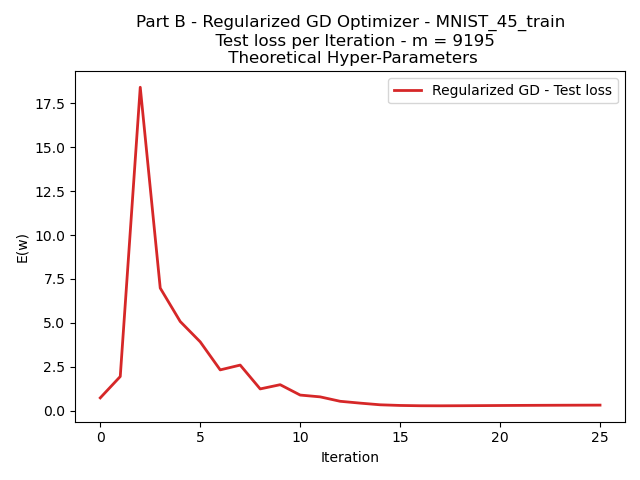 Part B - Regularized GD Optimizer - MNIST_45_train
Test loss per Iteration - m = 9195
Theoretical Hyper-Parameters
Regularized GD - Test loss
17.5
15.0
12.5
10.0
7.5
5.0
2.5
0.0
E(w)
0 5 10 15 20 25
Iteration